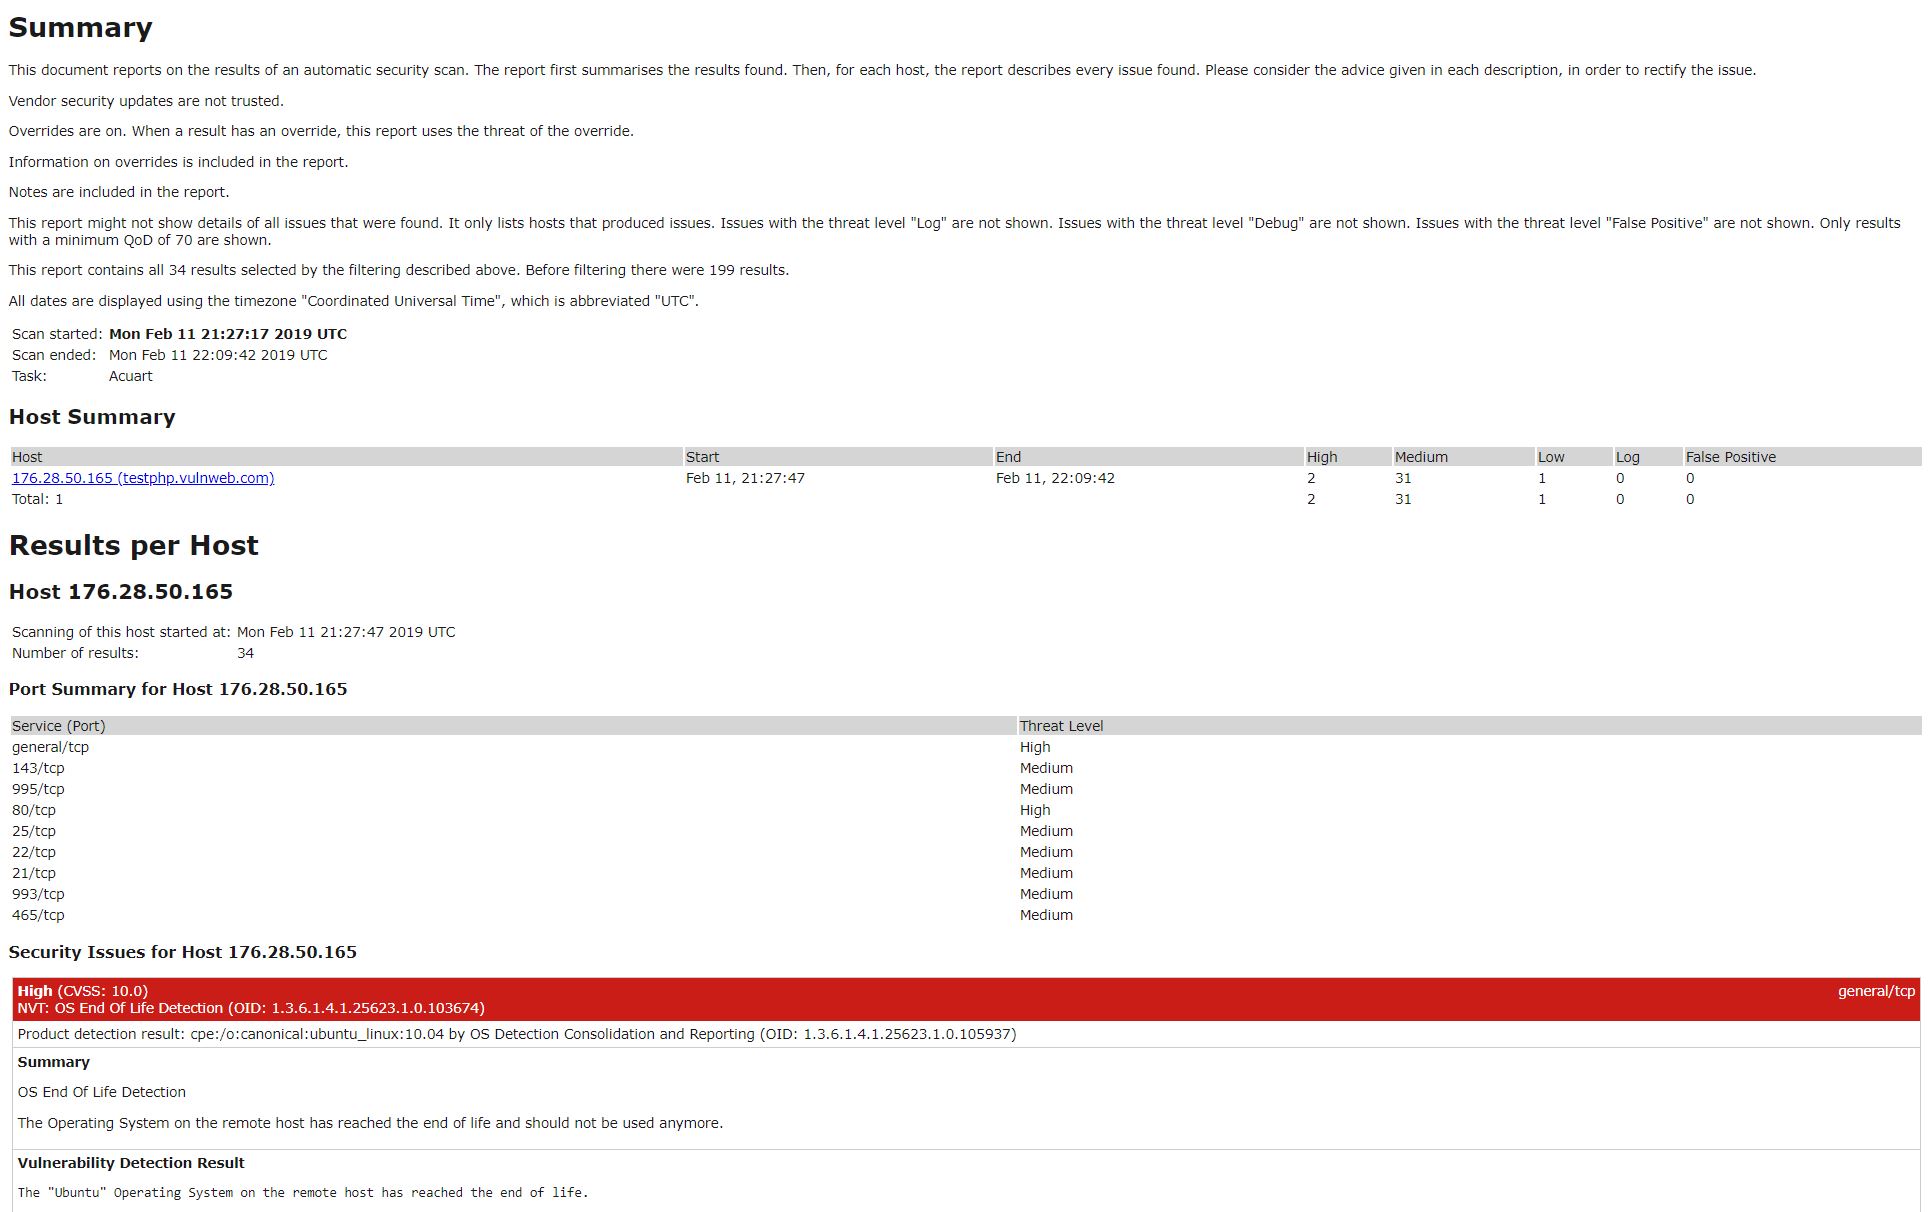 Summary
This document reports on the results of an automatic security scan. The report first summarises the results found. Then, for each host, the report describes every issue found. Please consider the advice given in each description, in order to rectify the issue.
Vendor security updates are not trusted.
Overrides are on. When a result has an override, this report uses the threat of the override.
Information on overrides is included in the report.
Notes are included in the report.
This report might not show details of all issues that were found. It only lists hosts that produced issues. Issues with the threat level "Log" are not shown. Issues with the threat level "Debug" are not shown. Issues with the threat level "False Positive" are not shown. Only results
with a minimum QoD of 70 are shown.
This report contains all 34 results selected by the filtering described above. Before filtering there were 199 results.
All dates are displayed using the timezone "Coordinated Universal Time", which is abbreviated "UTC".
Scan started: Mon Feb 11 21:27:17 2019 UTC
Scan ended: Mon Feb 11 22:09:42 2019 UTC
Task: Acuart
Host Summary
Host Start End High Medium Low Log False Positive
176.28.50.165 (testphp.vulnweb.com) Feb 11, 21:27:47 Feb 11, 22:09:42 2 31 1 0 0
Total: 1 2 31 1 0 0
Results per Host
Host 176.28.50.165
Scanning of this host started at: Mon Feb 11 21:27:47 2019 UTC
Number of results: 34
Port Summary for Host 176.28.50.165
Service (Port) Threat Level
general/tcp High
143/tcp Medium
995/tcp Medium
80/tcp High
25/tcp Medium
22/tcp Medium
21/tcp Medium
993/tcp Medium
465/tcp Medium
Security Issues for Host 176.28.50.165
High (CVSS: 10.0) general/tcp
NVT: OS End Of Life Detection (OID: 1.3.6.1.4.1.25623.1.0.103674)
Product detection result: cpe:/o:canonical:ubuntu_linux:10.04 by OS Detection Consolidation and Reporting (OID: 1.3.6.1.4.1.25623.1.0.105937)
Summary
OS End Of Life Detection
The Operating System on the remote host has reached the end of life and should not be used anymore.
Vulnerability Detection Result
The "Ubuntu" Operating System on the remote host has reached the end of life.